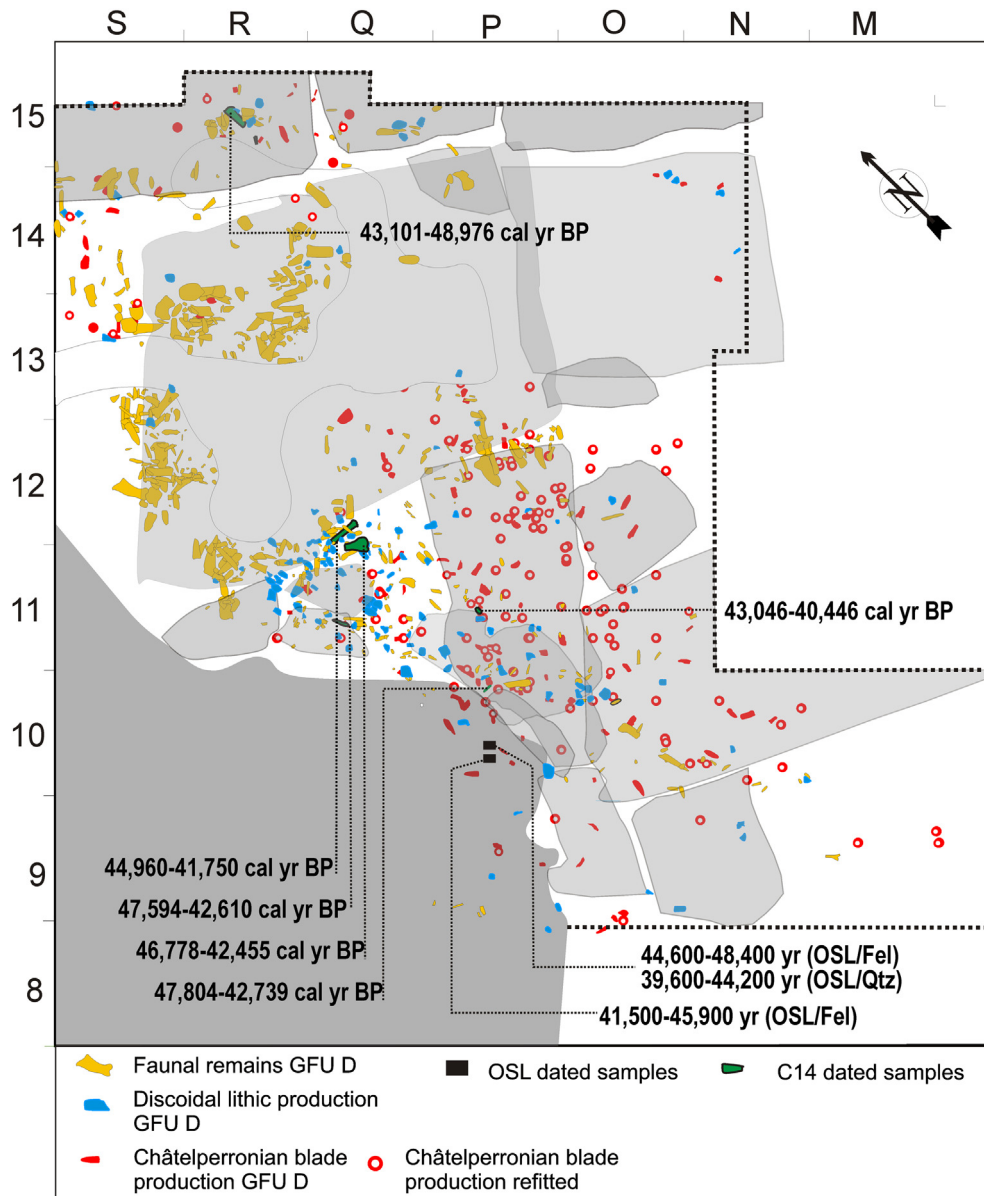 S R Q P O N M
15
14
13
12
11
10
9
8
N
43,101-48,976 cal yr BP
43,046-40,446 cal yr BP
44,960-41,750 cal yr BP
47,594-42,610 cal yr BP
46,778-42,455 cal yr BP
47,804-42,739 cal yr BP
44,600-48,400 yr (OSL/Fel)
39,600-44,200 yr (OSL/Qtz)
41,500-45,900 yr (OSL/Fel)
Faunal remains GFU D
OSL dated samples
C14 dated samples
Discoidal lithic production
GFU D
Châtelperronian blade
production GFU D
Châtelperronian blade
production refitted